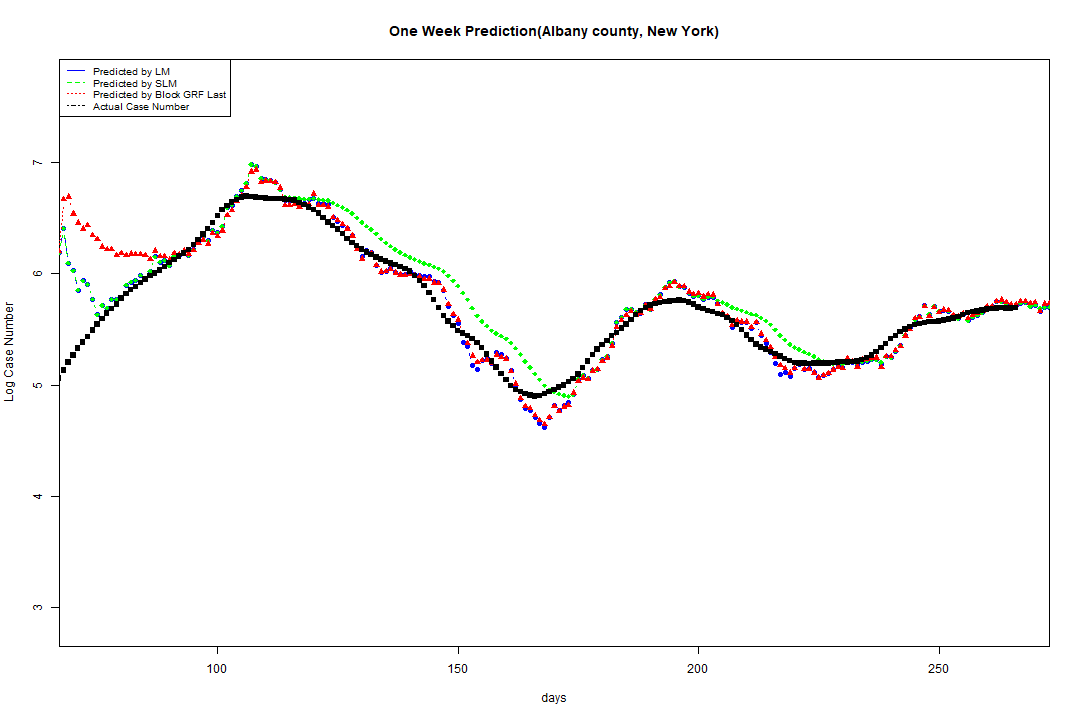 One Week Prediction(Albany county, New York)
Predicted by LM
Predicted by SLM
Predicted by Block GRF Last
Actual Case Number
7
6
5
4
3
Log Case Number
100 150 200 250
days